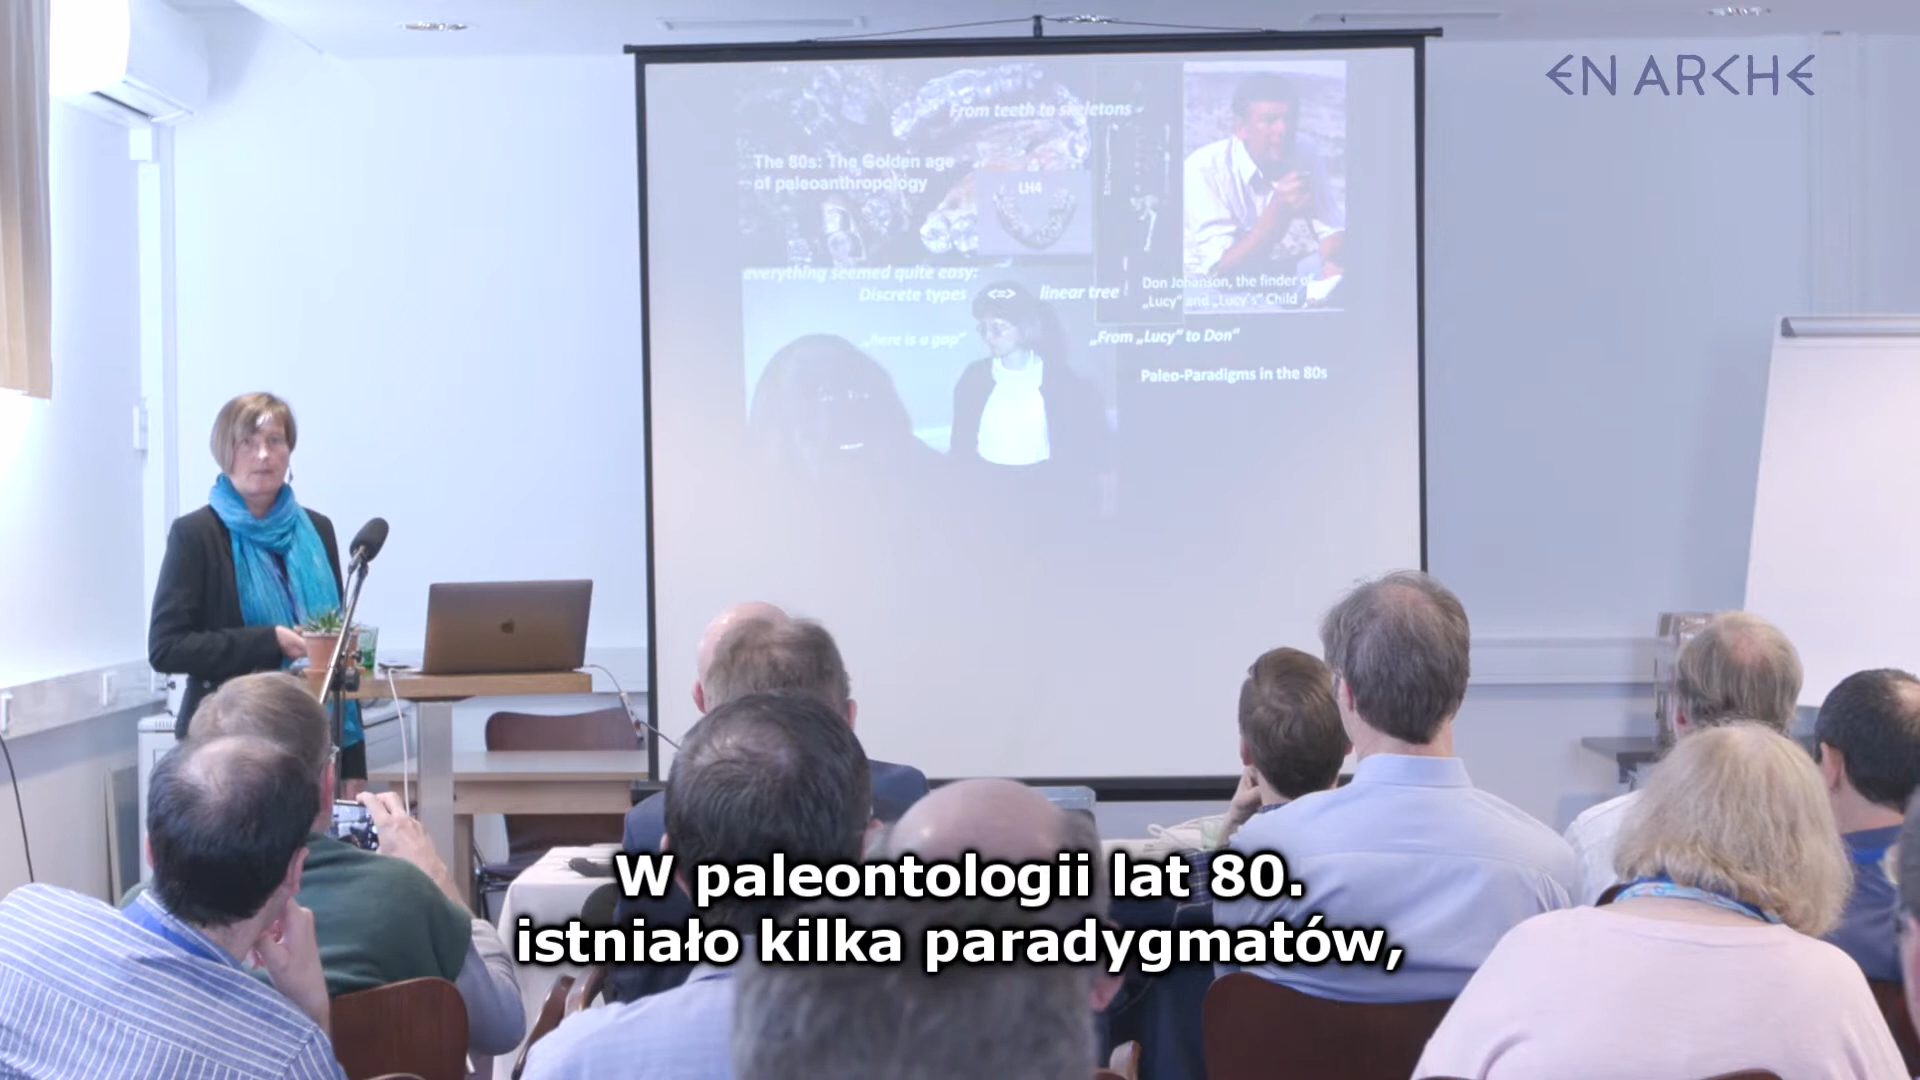 EN ARCHE
From teeth to skeletons
The 80s: The Golden age
of paleoanthropology
LH4
everything seemed quite easy:
Discrete types <=> linear tree
Don Johanson, the finder of
„Lucy“ and „Lucy's“ Child
„here is a gap“
„From „Lucy“ to Don“
Paleo-Paradigms in the 80s
W paleontologii lat 80.
istniało kilka paradygmatów,